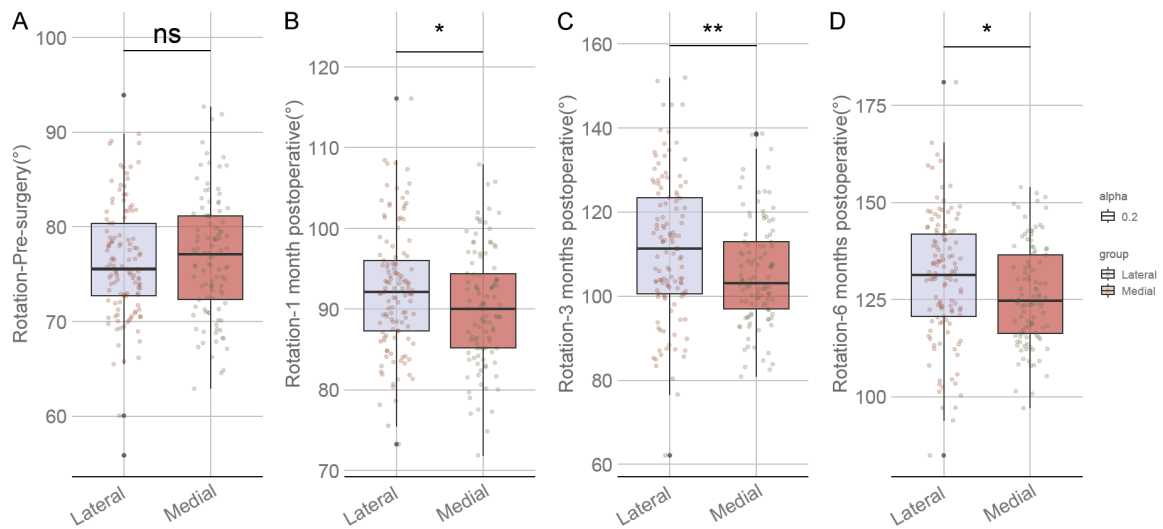 A
Rotation-Pre-surgery(°)
100
90
80
70
60
ns
Lateral
Medial
B
Rotation-1 month postoperative(°)
120
110
100
90
80
70
*
Lateral
Medial
C
Rotation-3 months postoperative(°)
160
140
120
100
80
60
**
Lateral
Medial
D
Rotation-6 months postoperative(°)
175
150
125
100
*
Lateral
Medial
alpha
0.2
group
Lateral
Medial